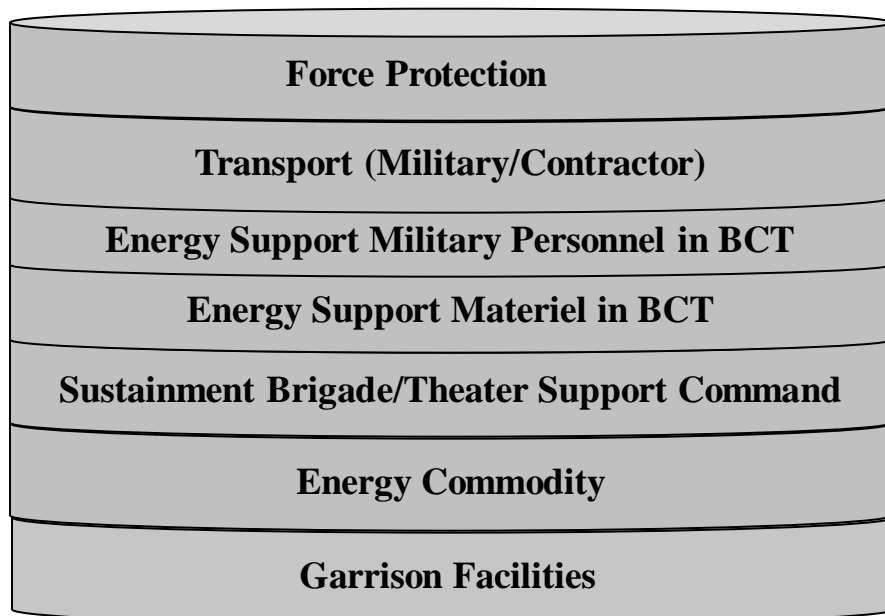 Force Protection
Transport (Military/Contractor)
Energy Support Military Personnel in BCT
Energy Support Materiel in BCT
Sustainment Brigade/Theater Support Command
Energy Commodity
Garrison Facilities